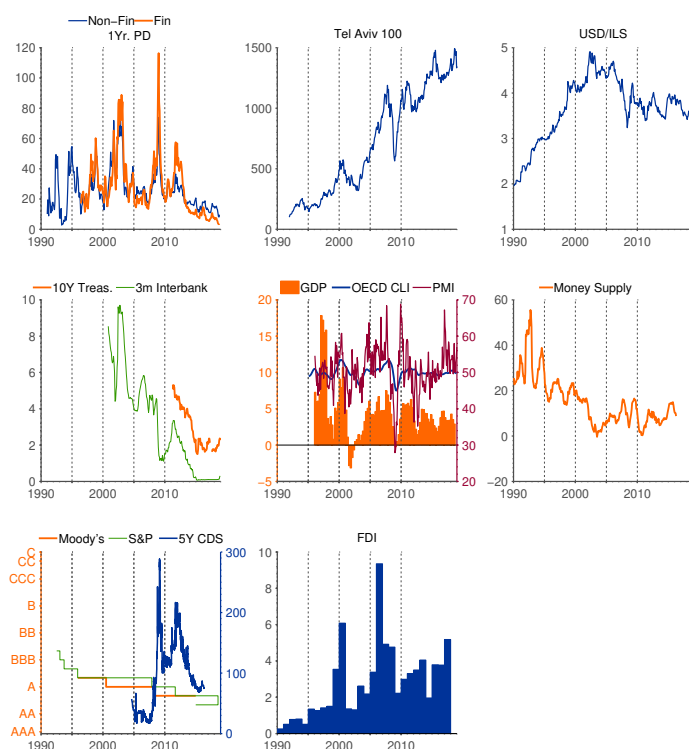 Non−Fin Fin
1Yr. PD
120
100
80
60
40
20
0
1990 2000 2010
Tel Aviv 100
1500
1000
500
0
1990 2000 2010
USD/ILS
5
4
3
2
1
1990 2000 2010
10Y Treas. 3m Interbank
10
8
6
4
2
0
1990 2000 2010
GDP OECD CLI PMI
20 70
15 60
10 50
5 40
0 30
−5 20
1990 2000 2010
Money Supply
60
40
20
0
−20
1990 2000 2010
Moody's S&P 5Y CDS
C 300
CC
CCC
B 200
BB
BBB 100
A
AA
AAA 0
1990 2000 2010
FDI
10
8
6
4
2
0
1990 2000 2010